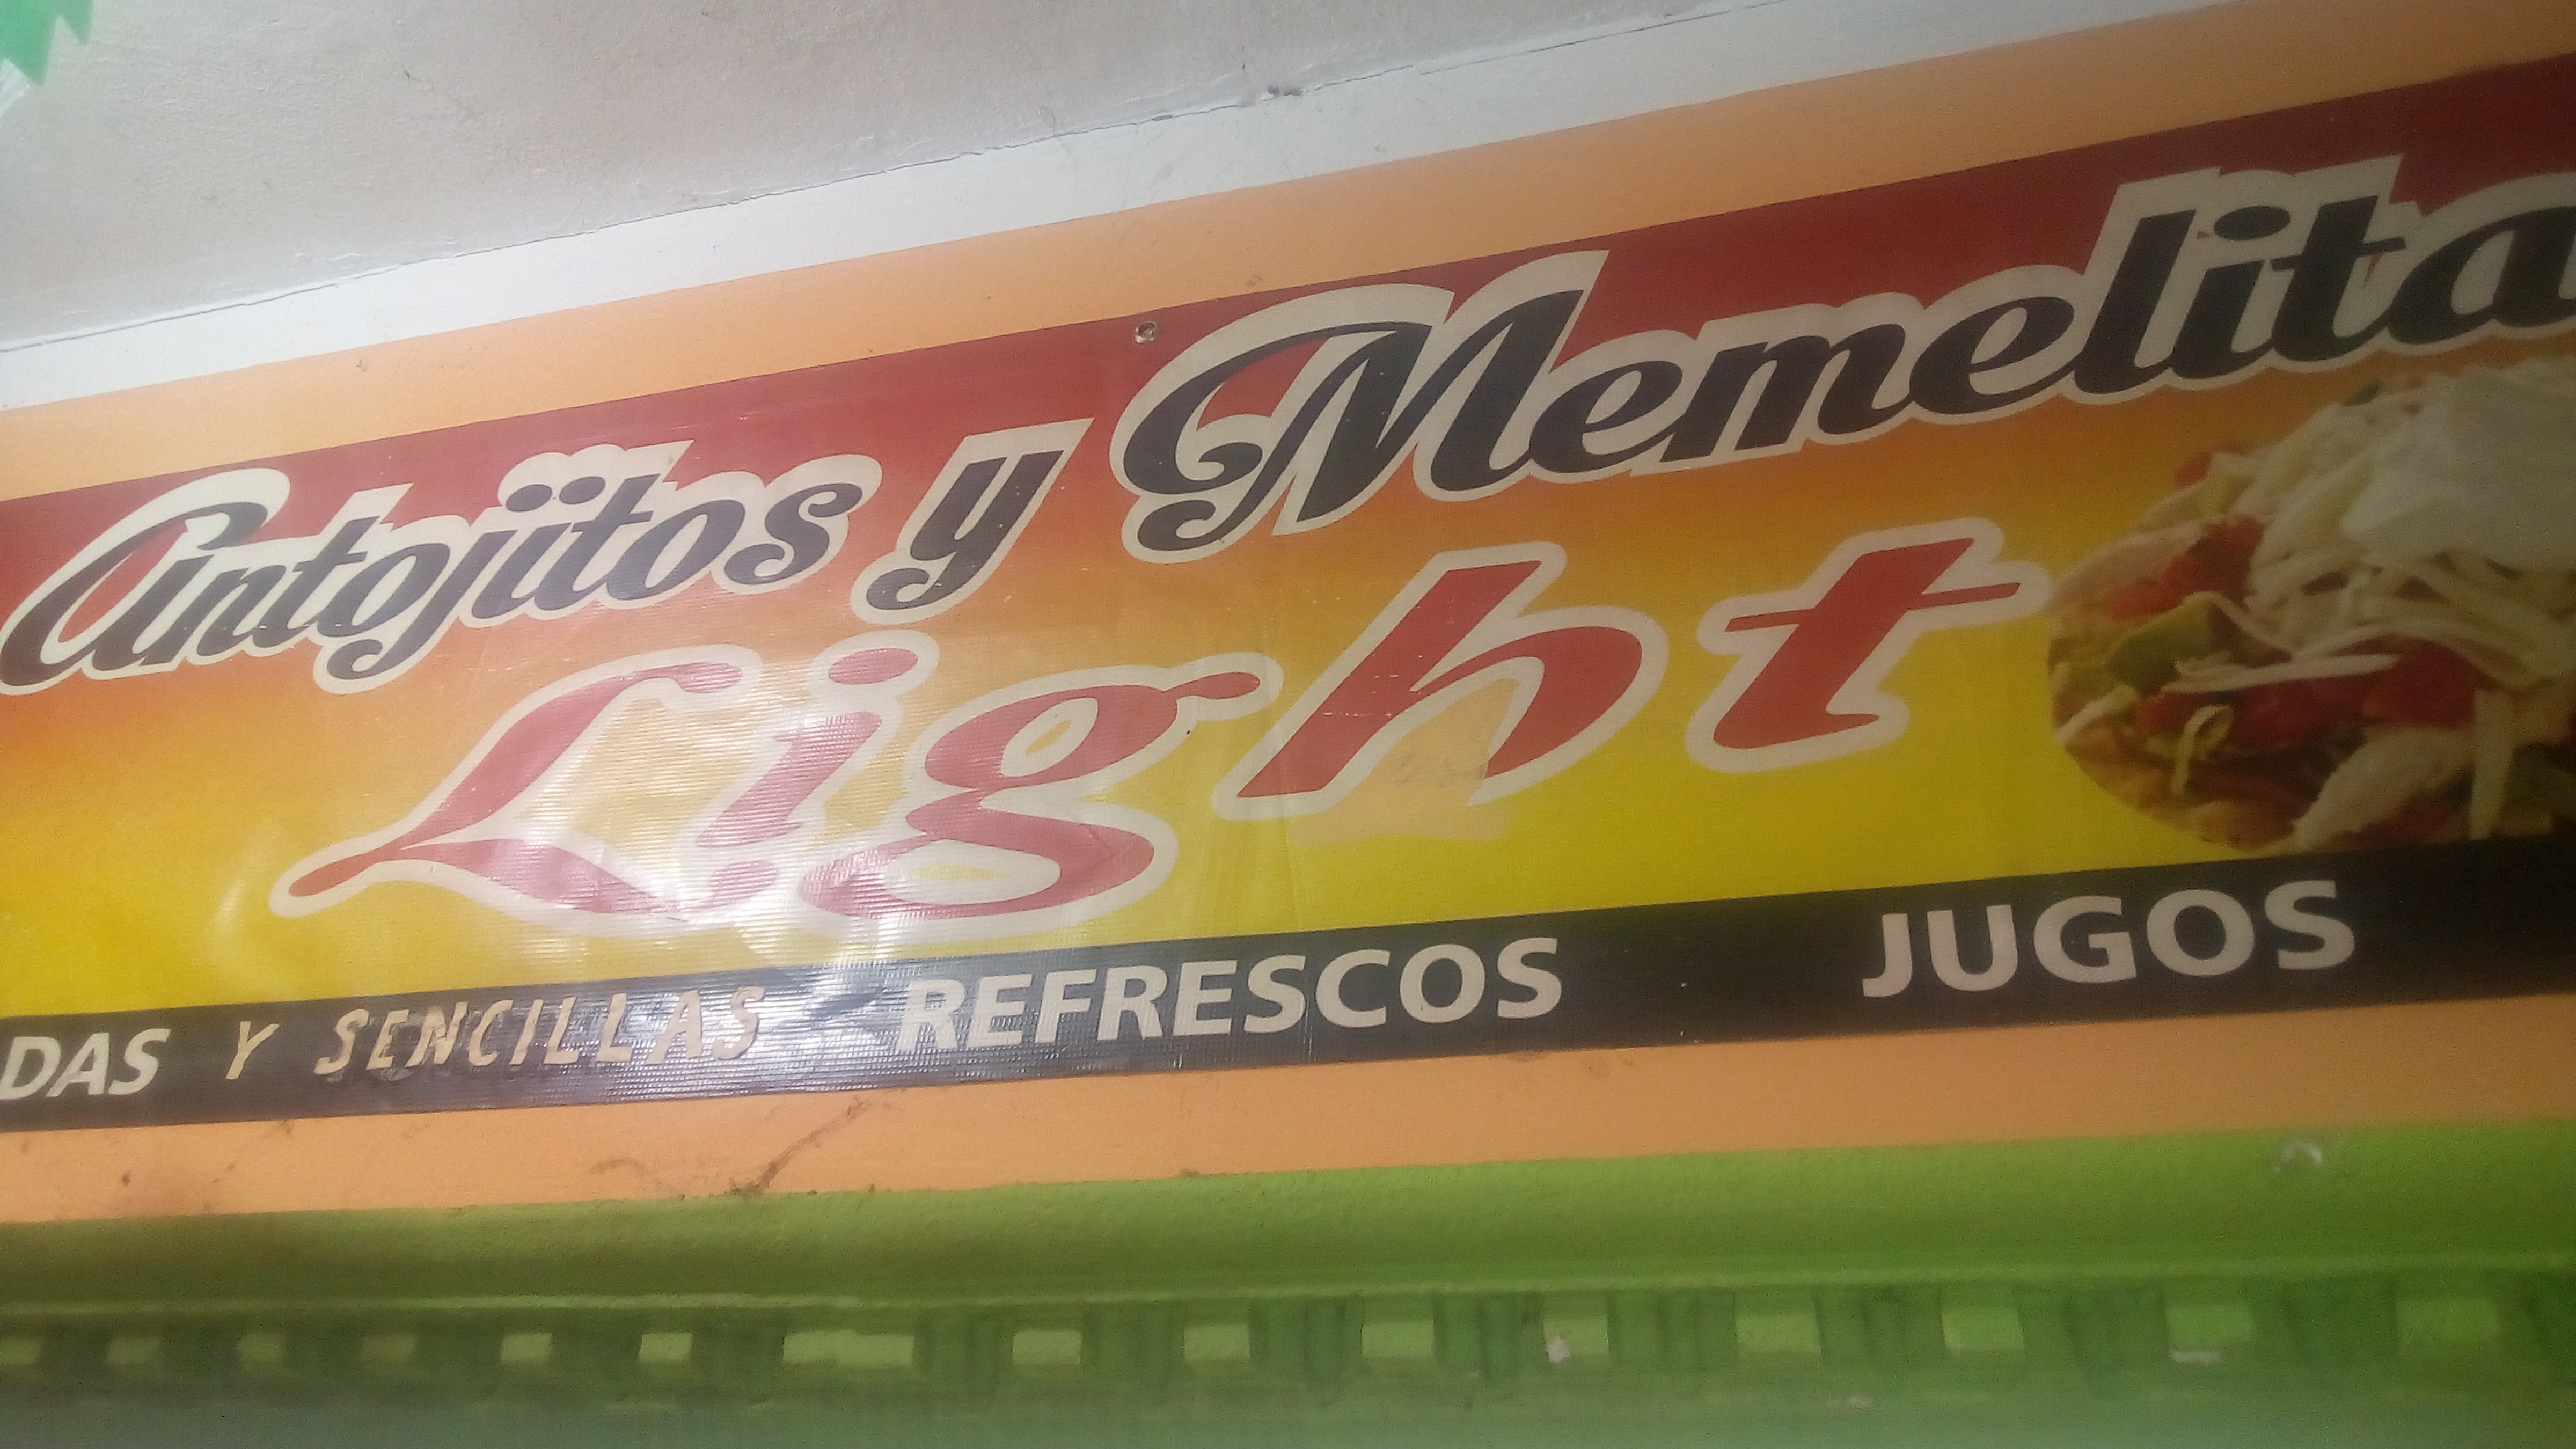 Antojitos y Memelita
Light
DAS Y SENCILLAS REFRESCOS JUGOS